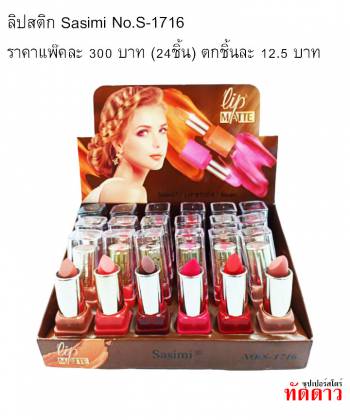 ลิปสติก Sasimi No.S-1716
ราคาแพ๊คละ 300 บาท (24ชิ้น) ตกชิ้นละ 12.5 บาท
lip
MATTE
lip
MATTE
Sasimi®
NO:S-1716
ซุปเปอร์สโตร์
ทัดดาว